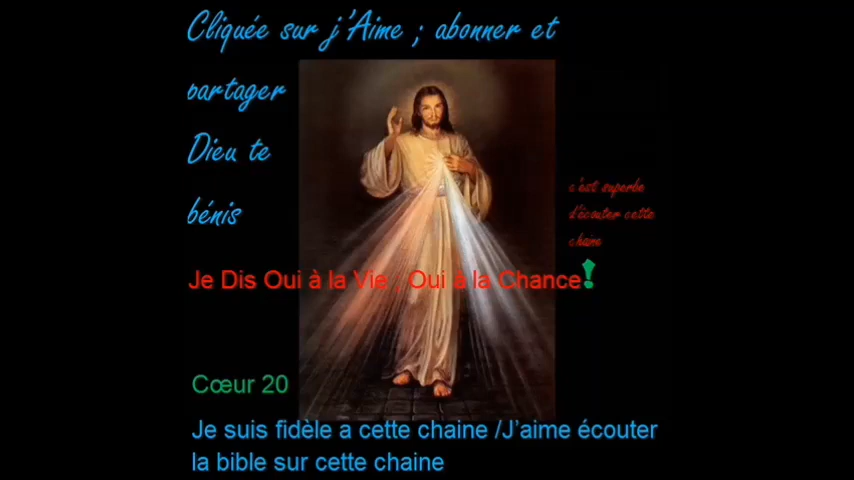 Cliquée sur j'Aime ; abonner et
partager
Dieu te
bénis
c'est superbe
d'écouter cette
chaine
Je Dis Oui à la Vie ; Oui à la Chance!
Cœur 20
Je suis fidèle a cette chaine /J'aime écouter
la bible sur cette chaine